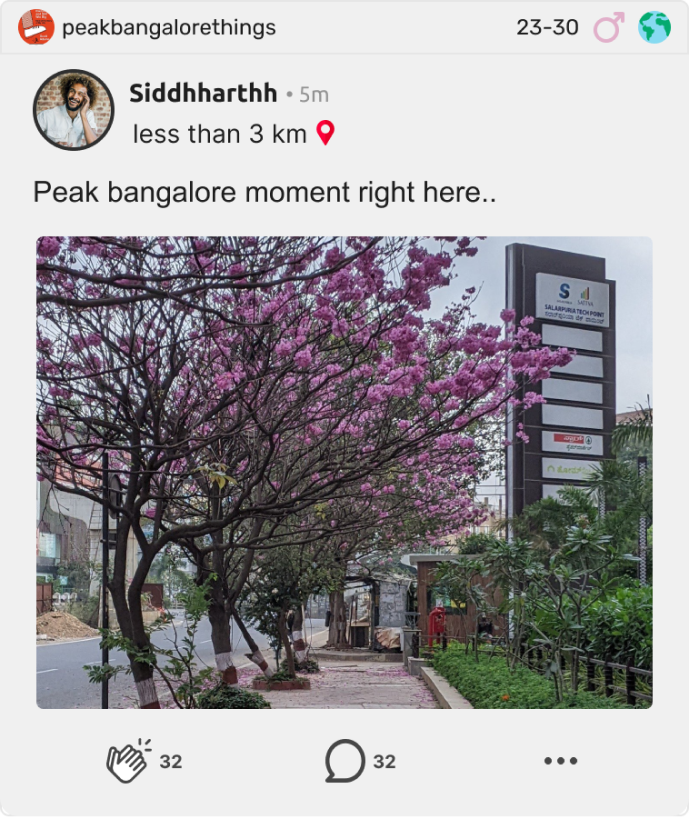 peakbangalorethings
23-30
Siddhharthh • 5m
less than 3 km
Peak bangalore moment right here..
S
SATTVA
SALARPURIA TECH POINT
32
32